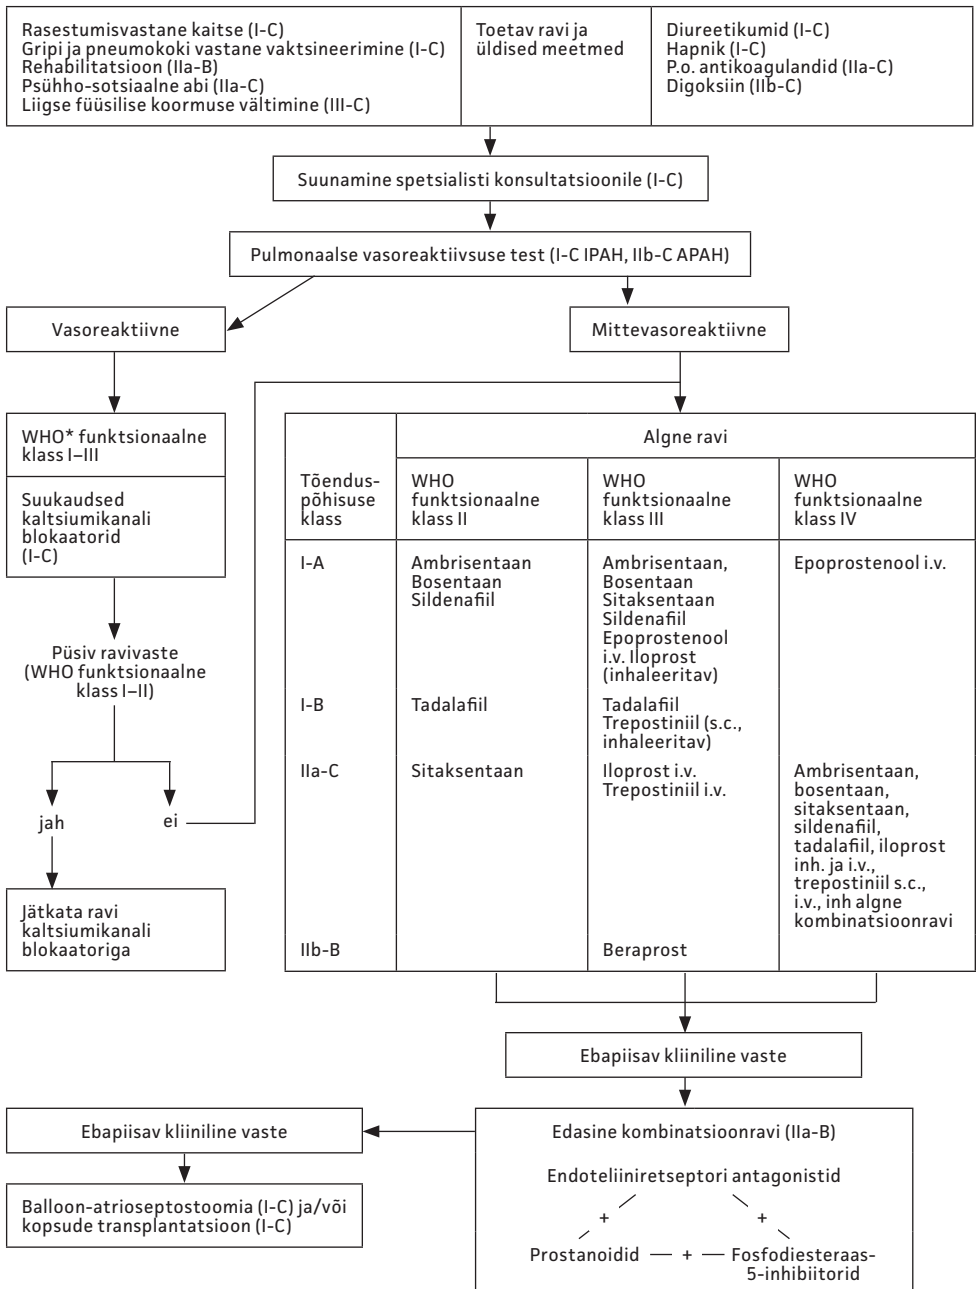 Rasestumisvastane kaitse (I-C)
Gripi ja pneumokoki vastane vaktsineerimine (I-C)
Rehabilitatsioon (IIa-B)
Psühho-sotsiaalne abi (IIa-C)
Liigse füüsilise koormuse vältimine (III-C)
Toetav ravi ja
üldised meetmed
Diureetikumid (I-C)
Hapnik (I-C)
P.o. antikoagulandid (IIa-C)
Digoksiin (IIb-C)
Suunamine spetsialisti konsultatsioonile (I-C)
Pulmonaalse vasoreaktiivsuse test (I-C IPAH, IIb-C APAH)
Vasoreaktiivne
Mittevasoreaktiivne
WHO* funktsionaalne
klass I–III
Suukaudsed
kaltsiumikanali
blokaatorid
(I-C)
Püsiv ravivaste
(WHO funktsionaalne
klass I–II)
jah
ei
Jätkata ravi
kaltsiumikanali
blokaatoriga
Algne ravi
Tõendus-
põhisuse
klass
WHO
funktsionaalne
klass II
WHO
funktsionaalne
klass III
WHO
funktsionaalne
klass IV
I-A
Ambrisentaan
Bosentaan
Sildenafiil
Ambrisentaan,
Bosentaan
Sitaksentaan
Sildenafiil
Epoprostenool
i.v. Iloprost
(inhaleeritav)
Epoprostenool i.v.
I-B
Tadalafiil
Tadalafiil
Trepostiniil (s.c.,
inhaleeritav)
IIa-C
Sitaksentaan
Iloprost i.v.
Trepostiniil i.v.
Ambrisentaan,
bosentaan,
sitaksentaan,
sildenafiil,
tadalafiil, iloprost
inh. ja i.v.,
trepostiniil s.c.,
i.v., inh algne
kombinatsioonravi
IIb-B
Beraprost
Ebapiisav kliiniline vaste
Edasine kombinatsioonravi (IIa-B)
Endoteliiniretseptori antagonistid
+
+
Prostanoidid — + — Fosfodiesteraas-
5-inhibiitorid
Ebapiisav kliiniline vaste
Balloon-atrioseptostoomia (I-C) ja/või
kopsude transplantatsioon (I-C)